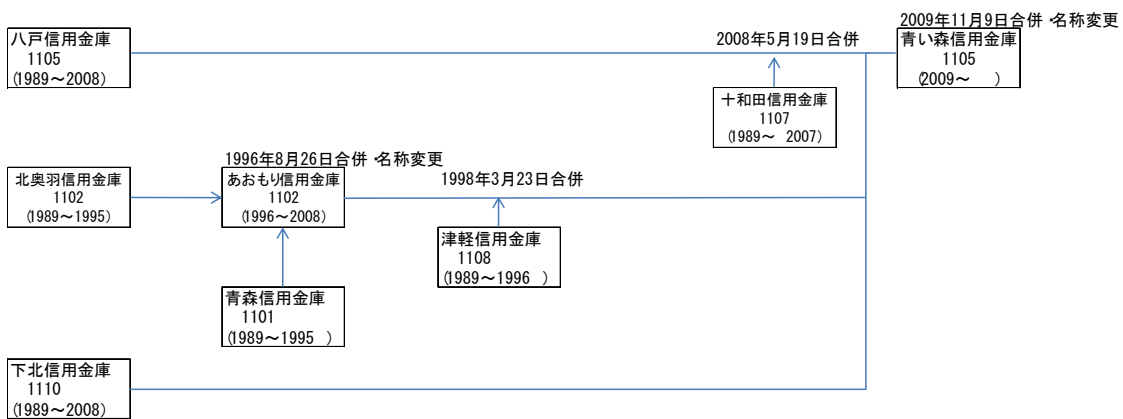 2009年11月9日合併・名称変更
八戸信用金庫
1105
(1989～2008)
2008年5月19日合併
青い森信用金庫
1105
(2009～　　)
十和田信用金庫
1107
(1989～ 2007)
1996年8月26日合併・名称変更
北奥羽信用金庫
1102
(1989～1995)
あおもり信用金庫
1102
(1996～2008)
1998年3月23日合併
津軽信用金庫
1108
(1989～1996　)
青森信用金庫
1101
(1989～1995　)
下北信用金庫
1110
(1989～2008)